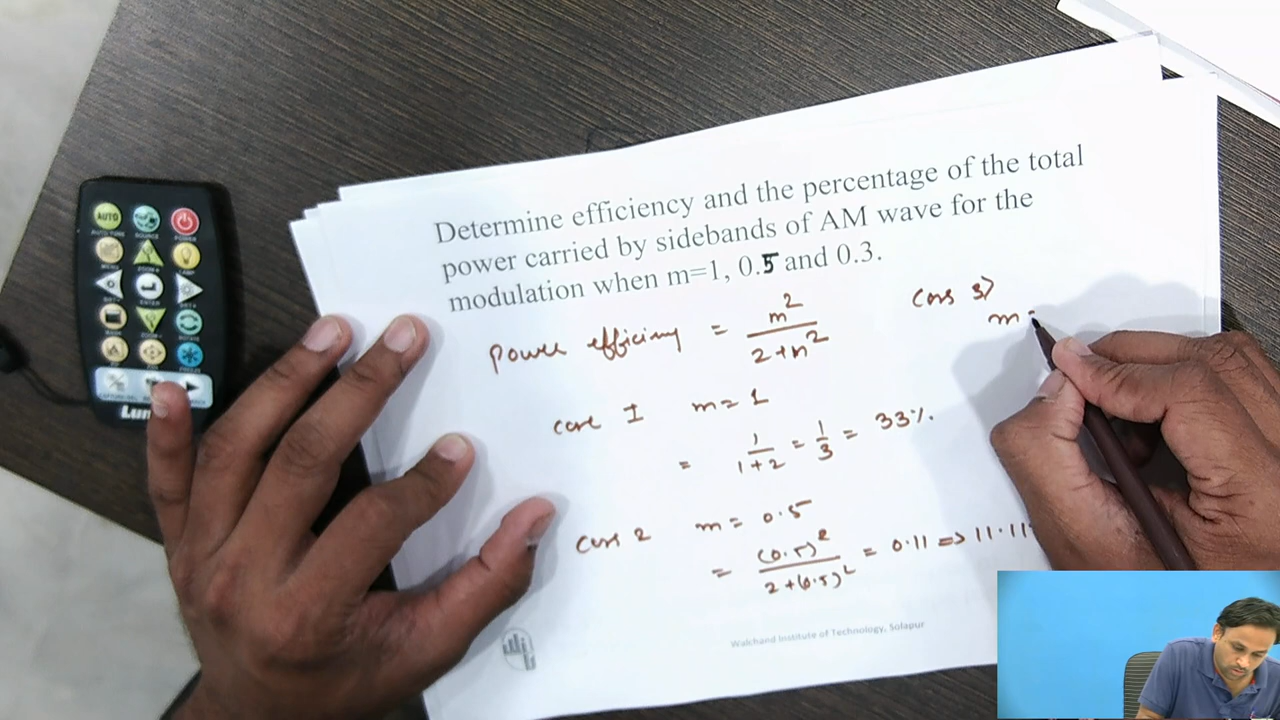 Determine efficiency and the percentage of the total
power carried by sidebands of AM wave for the
modulation when m=1, 0.5 and 0.3.
power efficiency = m² / 2+m²
case I m=1
= 1 / 1+2 = 1/3 = 33%.
case 2 m = 0.5
= (0.5)² / 2+(0.5)² = 0.11 => 11.11
case 3>
m =
Walchand Institute of Technology, Solapur
AUTO
POWER
Lum